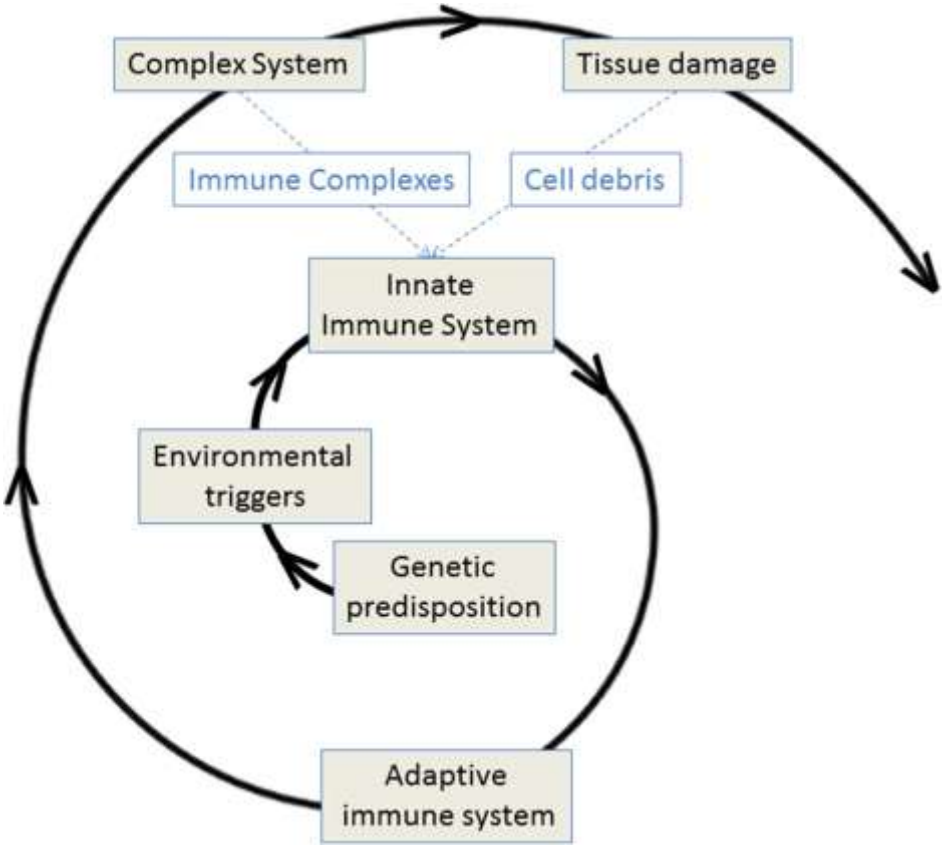 Complex System
Tissue damage
Immune Complexes
Cell debris
Innate
Immune System
Environmental
triggers
Genetic
predisposition
Adaptive
immune system